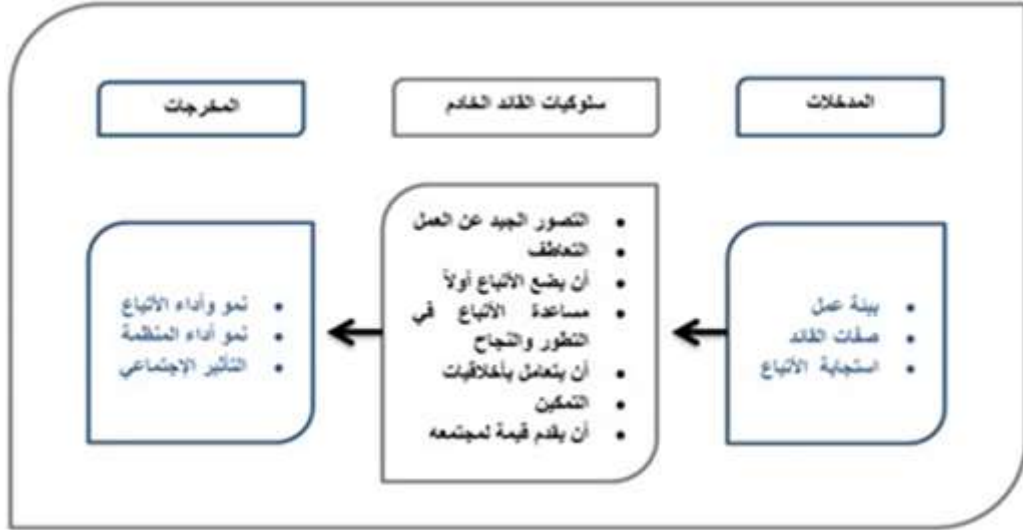 المدخلات
سلوكيات القائد الخادم
المخرجات
• بيئة عمل
• صفات القائد
• استجابة الأتباع
• التصور الجيد عن العمل
• التعاطف
• أن يضع الأتباع أولاً
• مساعدة الأتباع في
التطور والنجاح
• أن يتعامل بأخلاقيات
• التمكين
• أن يقدم قيمة لمجتمعه
• نمو وأداء الأتباع
• نمو أداء المنظمة
• التأثير الإجتماعي